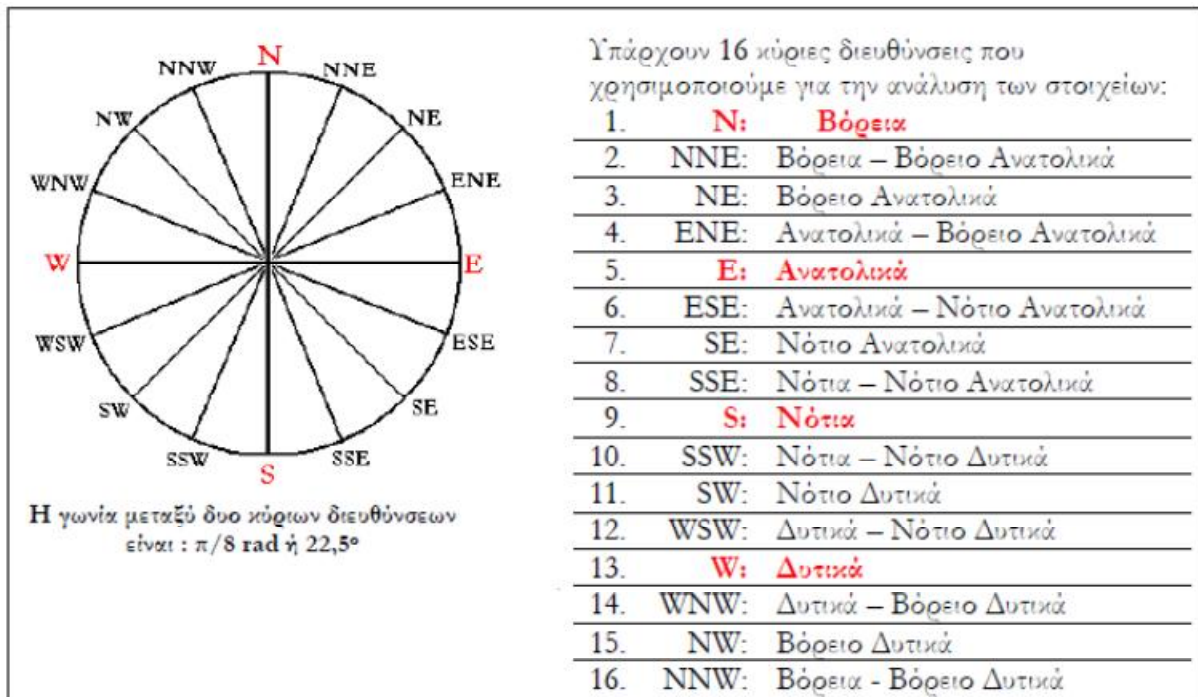 N
NNW
NNE
NW
NE
WNW
ENE
W
E
WSW
ESE
SW
SE
SSW
SSE
S
Η γωνία μεταξύ δυο κύριων διευθύνσεων
είναι : π/8 rad ή 22,5°
Υπάρχουν 16 κύριες διευθύνσεις που
χρησιμοποιούμε για την ανάλυση των στοιχείων:
1. N: Βόρεια
2. NNE: Βόρεια – Βόρειο Ανατολικά
3. NE: Βόρειο Ανατολικά
4. ENE: Ανατολικά – Βόρειο Ανατολικά
5. E: Ανατολικά
6. ESE: Ανατολικά – Νότιο Ανατολικά
7. SE: Νότιο Ανατολικά
8. SSE: Νότια – Νότιο Ανατολικά
9. S: Νότια
10. SSW: Νότια – Νότιο Δυτικά
11. SW: Νότιο Δυτικά
12. WSW: Δυτικά – Νότιο Δυτικά
13. W: Δυτικά
14. WNW: Δυτικά – Βόρειο Δυτικά
15. NW: Βόρειο Δυτικά
16. NNW: Βόρεια - Βόρειο Δυτικά